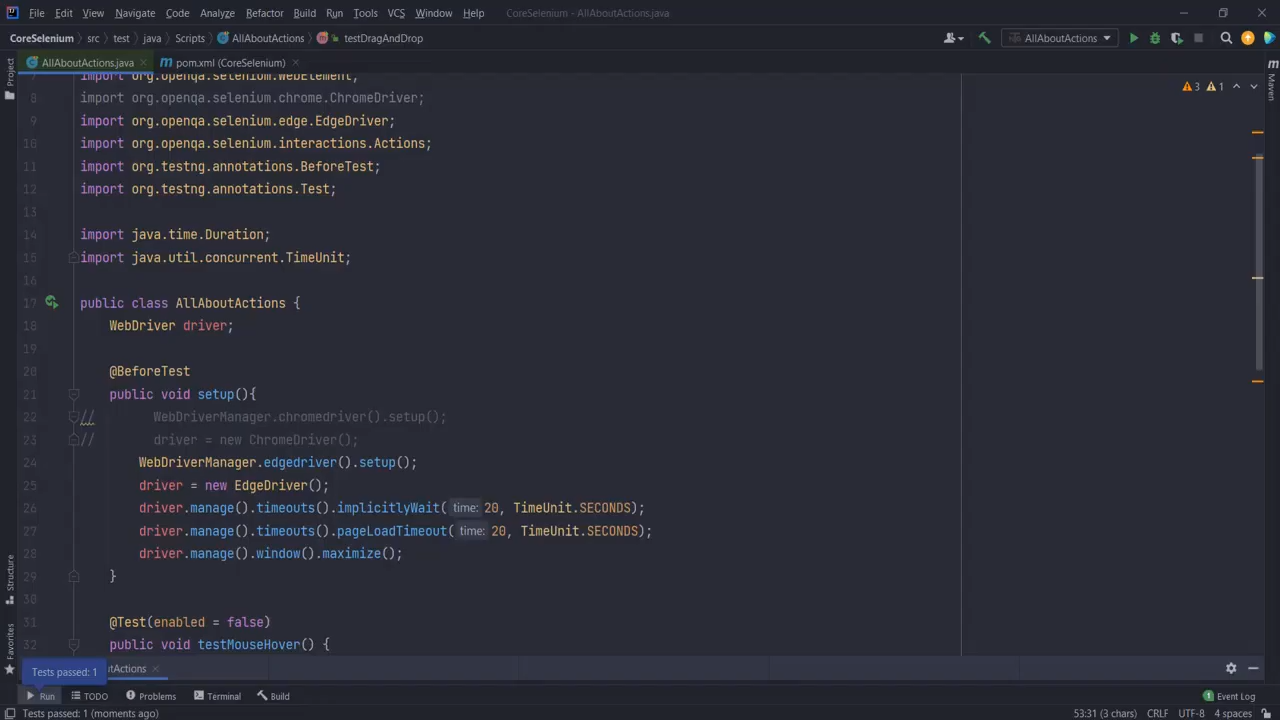 File Edit View Navigate Code Analyze Refactor Build Run Tools VCS Window Help CoreSelenium - AllAboutActions.java
CoreSelenium src test java Scripts AllAboutActions testDragAndDrop AllAboutActions
Project
AllAboutActions.java pom.xml (CoreSelenium)
Maven
7 import org.openqa.selenium.WebElement;
3 1
8 import org.openqa.selenium.chrome.ChromeDriver;
9 import org.openqa.selenium.edge.EdgeDriver;
10 import org.openqa.selenium.interactions.Actions;
11 import org.testng.annotations.BeforeTest;
12 import org.testng.annotations.Test;
13
14 import java.time.Duration;
15 import java.util.concurrent.TimeUnit;
16
17 public class AllAboutActions {
18 WebDriver driver;
19
20 @BeforeTest
21 public void setup(){
22 // WebDriverManager.chromedriver().setup();
23 // driver = new ChromeDriver();
24 WebDriverManager.edgedriver().setup();
25 driver = new EdgeDriver();
26 driver.manage().timeouts().implicitlyWait( time: 20, TimeUnit.SECONDS);
27 driver.manage().timeouts().pageLoadTimeout( time: 20, TimeUnit.SECONDS);
28 driver.manage().window().maximize();
29 }
30
31 @Test(enabled = false)
32 public void testMouseHover() {
Structure
Favorites
Tests passed: 1
utActions
Run TODO Problems Terminal Build 1 Event Log
Tests passed: 1 (moments ago) 53:31 (3 chars) CRLF UTF-8 4 spaces